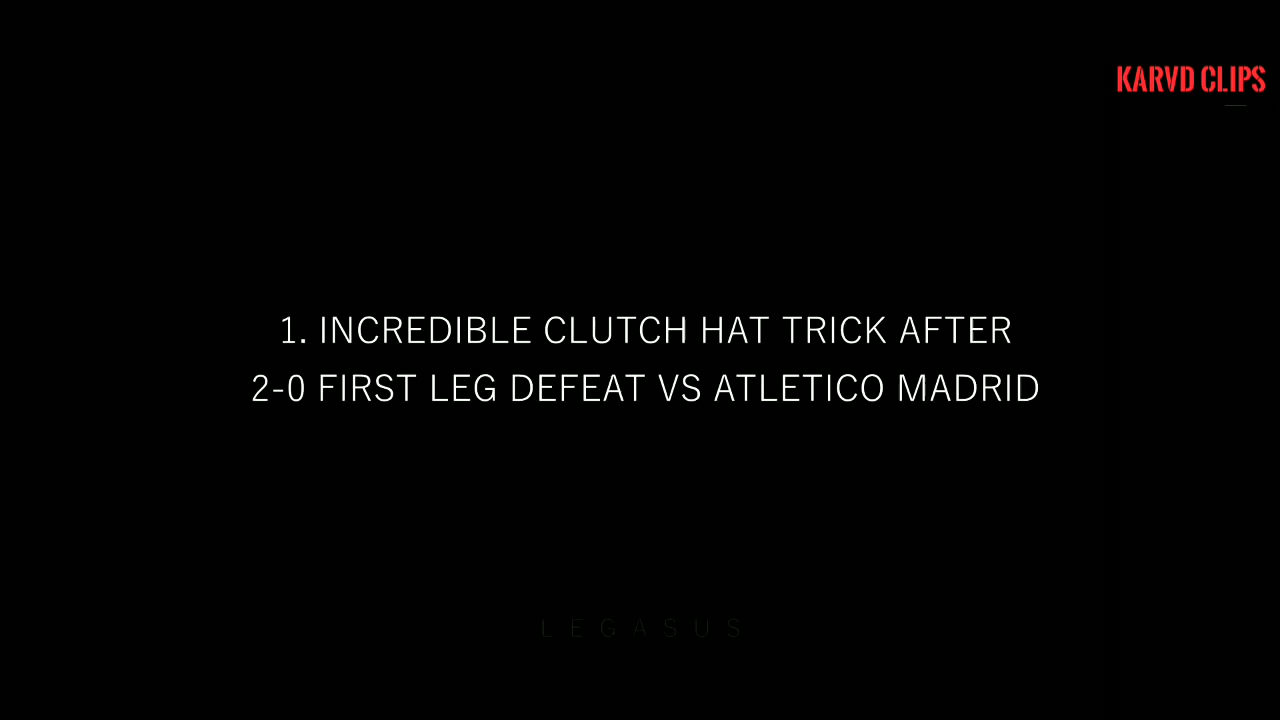 KARVD CLIPS
1. INCREDIBLE CLUTCH HAT TRICK AFTER
2-0 FIRST LEG DEFEAT VS ATLETICO MADRID
LEGASUS